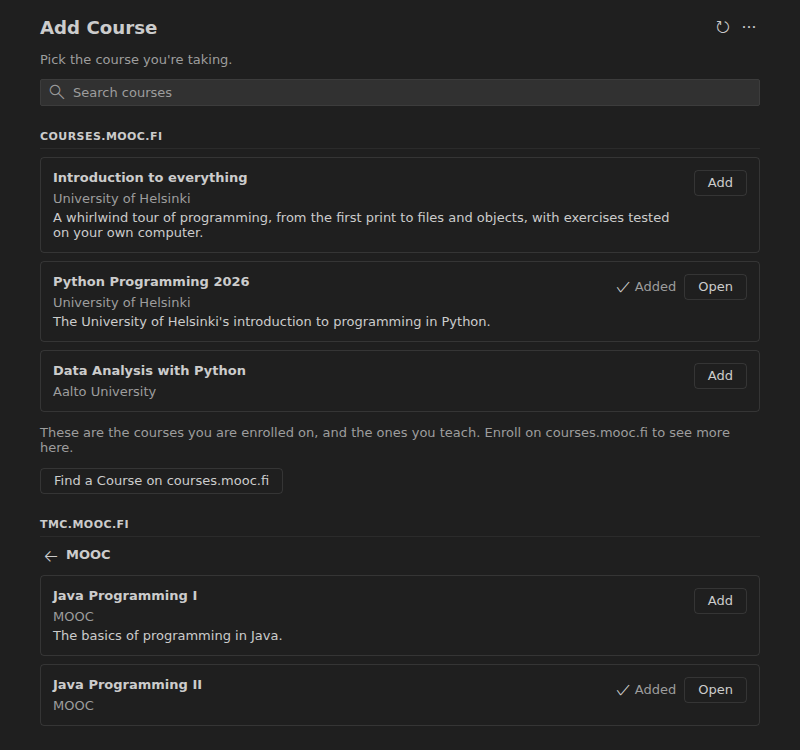 Add Course
Pick the course you're taking.
Search courses
COURSES.MOOC.FI
Introduction to everything
Add
University of Helsinki
A whirlwind tour of programming, from the first print to files and objects, with exercises tested
on your own computer.
Python Programming 2026
Added
Open
University of Helsinki
The University of Helsinki's introduction to programming in Python.
Data Analysis with Python
Add
Aalto University
These are the courses you are enrolled on, and the ones you teach. Enroll on courses.mooc.fi to see more
here.
Find a Course on courses.mooc.fi
TMC.MOOC.FI
MOOC
Java Programming I
Add
MOOC
The basics of programming in Java.
Java Programming II
Added
Open
MOOC